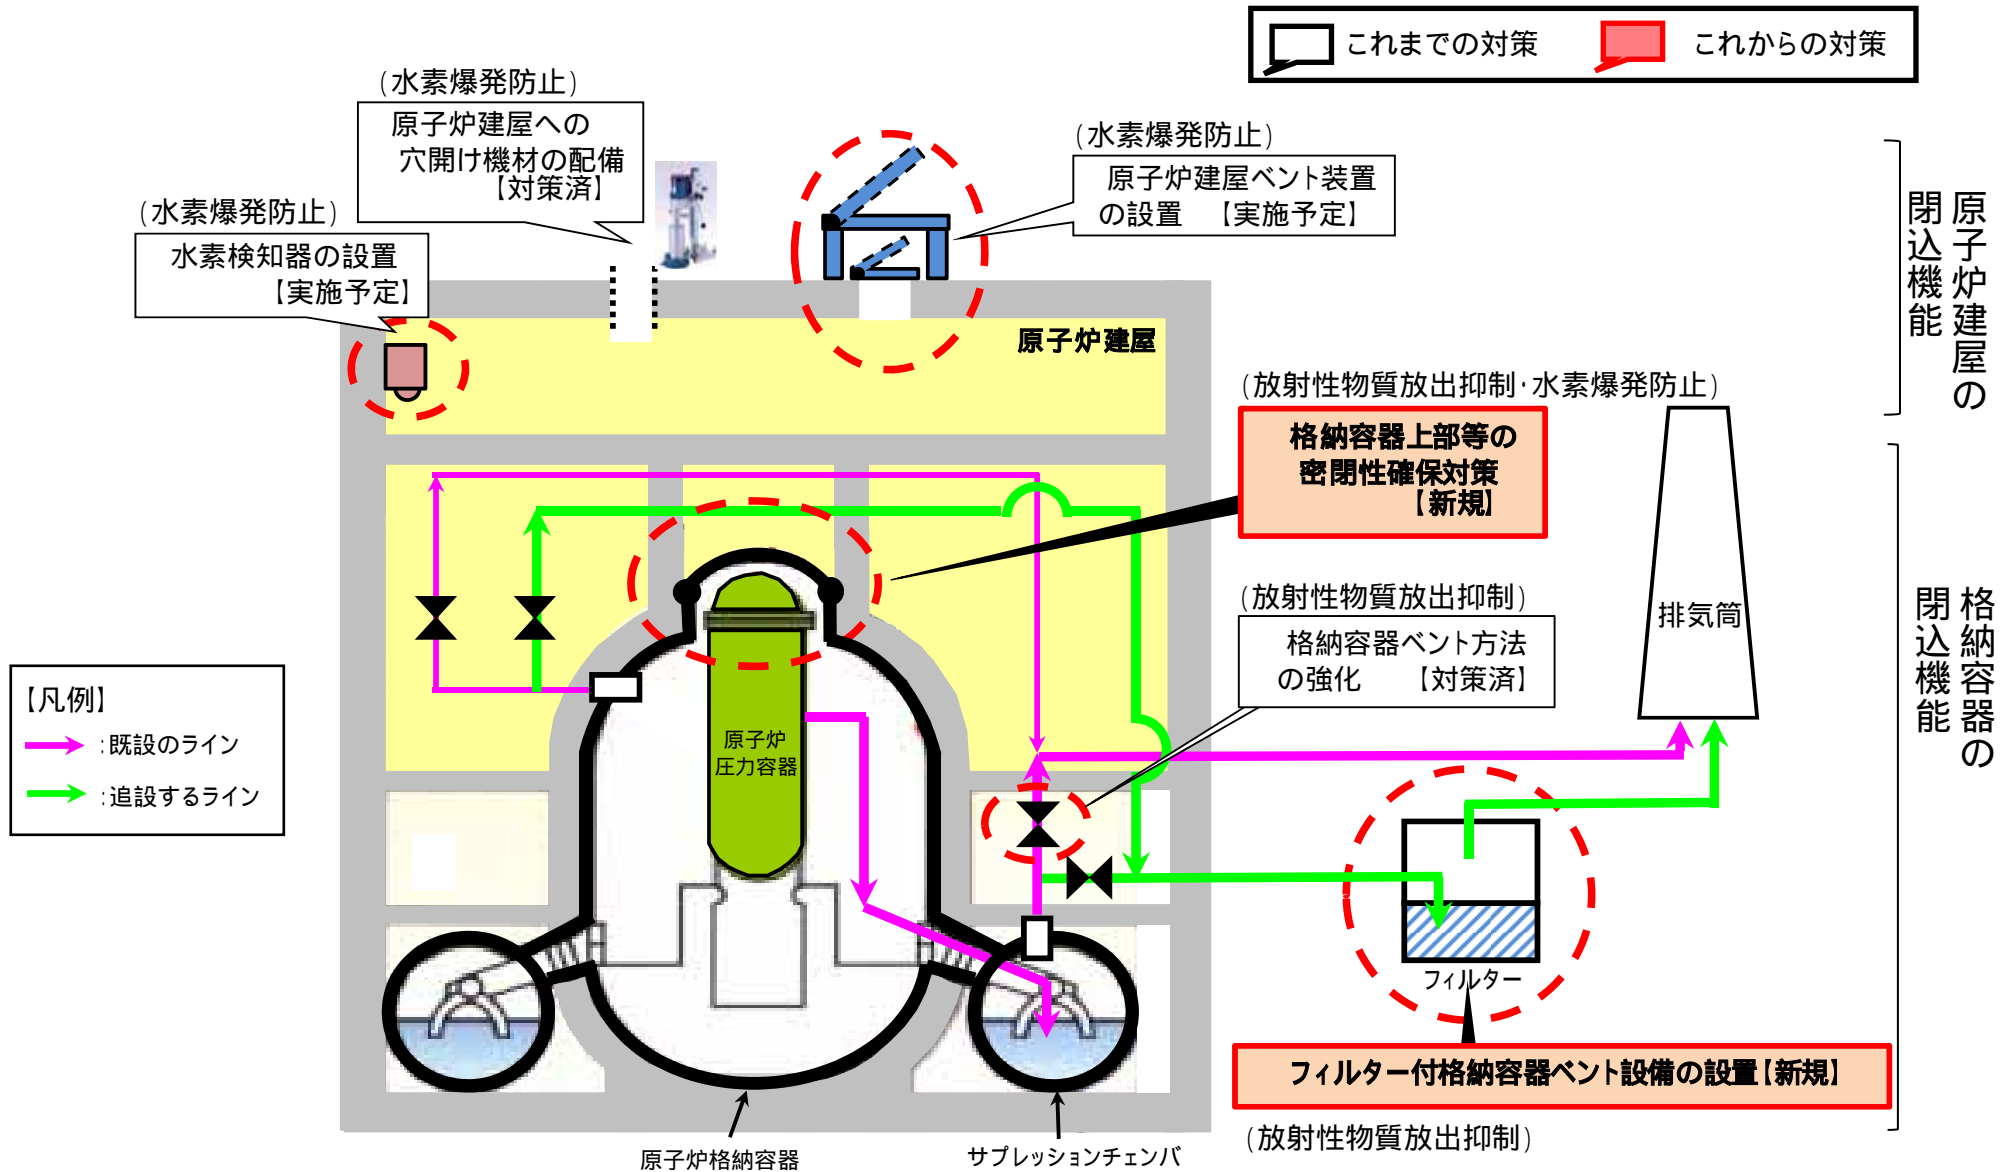 これまでの対策
これからの対策
(水素爆発防止)
原子炉建屋への
穴開け機材の配備
【対策済】
(水素爆発防止)
原子炉建屋ベント装置
の設置 【実施予定】
(水素爆発防止)
水素検知器の設置
【実施予定】
原子炉建屋の
閉込機能
原子炉建屋
(放射性物質放出抑制・水素爆発防止)
格納容器上部等の
密閉性確保対策
【新規】
(放射性物質放出抑制)
格納容器ベント方法
の強化 【対策済】
排気筒
格納容器の
閉込機能
【凡例】
:既設のライン
:追設するライン
原子炉
圧力容器
フィルター
フィルター付格納容器ベント設備の設置【新規】
(放射性物質放出抑制)
原子炉格納容器
サプレッションチェンバ